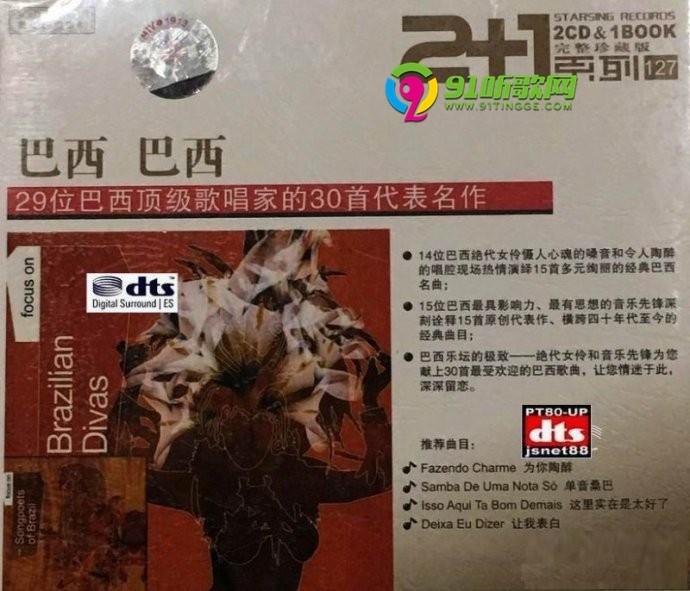 STARSING RECORDS
2+1
2CD & 1BOOK
完整珍藏版
系列 127
91听歌网
WWW.91TINGGE.COM
巴西 巴西
29位巴西顶级歌唱家的30首代表名作
focus on
Brazilian
Divas
dts
Digital Surround | ES
14位巴西绝代女伶慑人心魂的嗓音和令人陶醉
的唱腔现场热情演绎15首多元绚丽的经典巴西
名曲；
15位巴西最具影响力、最有思想的音乐先锋深
刻诠释15首原创代表作、横跨四十年代至今的
经典曲目；
巴西乐坛的极致——绝代女伶和音乐先锋为您
献上30首最受欢迎的巴西歌曲，让您情迷于此，
深深留恋。
PT80-UP
dts
jsnet88
推荐曲目：
Fazendo Charme 为你陶醉
Samba De Uma Nota Só 单音桑巴
Isso Aqui Ta Bom Demais 这里实在是太好了
Deixa Eu Dizer 让我表白
focus on
Songpoets
of Brazil